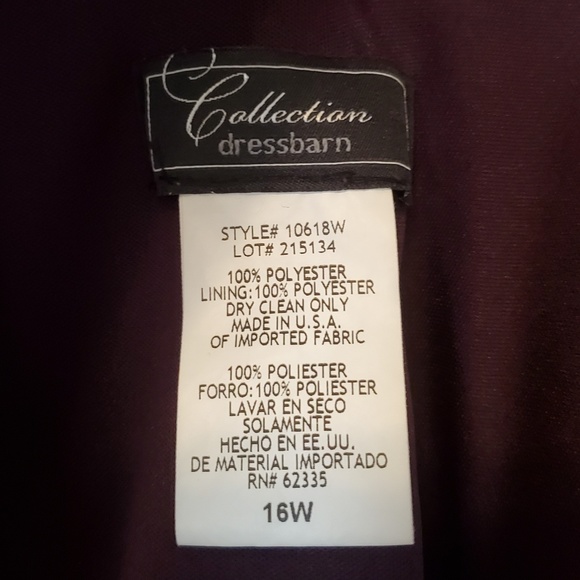 Collection
dressbarn
STYLE# 10618W
LOT# 215134
100% POLYESTER
LINING:100% POLYESTER
DRY CLEAN ONLY
MADE IN U.S.A.
OF IMPORTED FABRIC
100% POLIESTER
FORRO:100% POLIESTER
LAVAR EN SECO
SOLAMENTE
HECHO EN EE.UU.
DE MATERIAL IMPORTADO
RN# 62335
16W